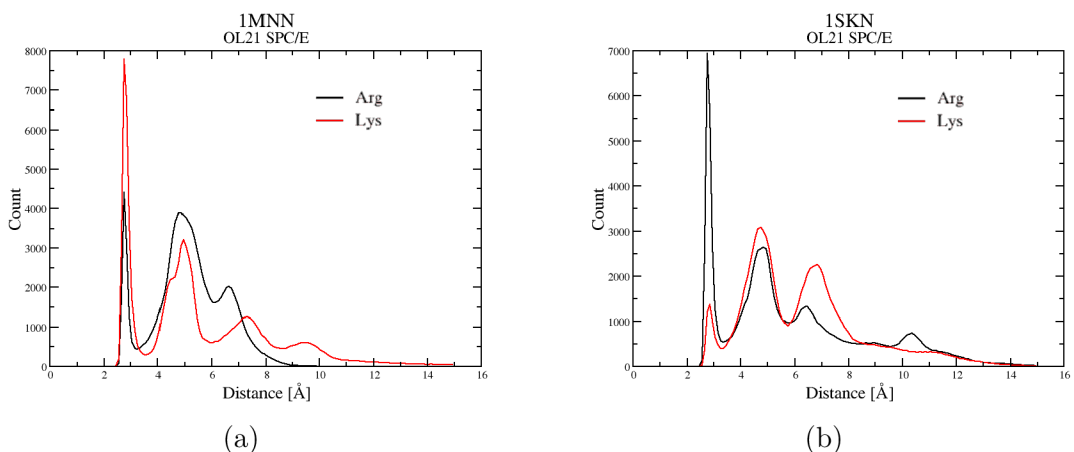 1MNN
OL21 SPC/E
8000
7000
6000
5000
4000
3000
2000
1000
0
Count
Arg
Lys
0 2 4 6 8 10 12 14 16
Distance [Å]
(a)
1SKN
OL21 SPC/E
7000
6000
5000
4000
3000
2000
1000
0
Count
Arg
Lys
0 2 4 6 8 10 12 14 16
Distance [Å]
(b)